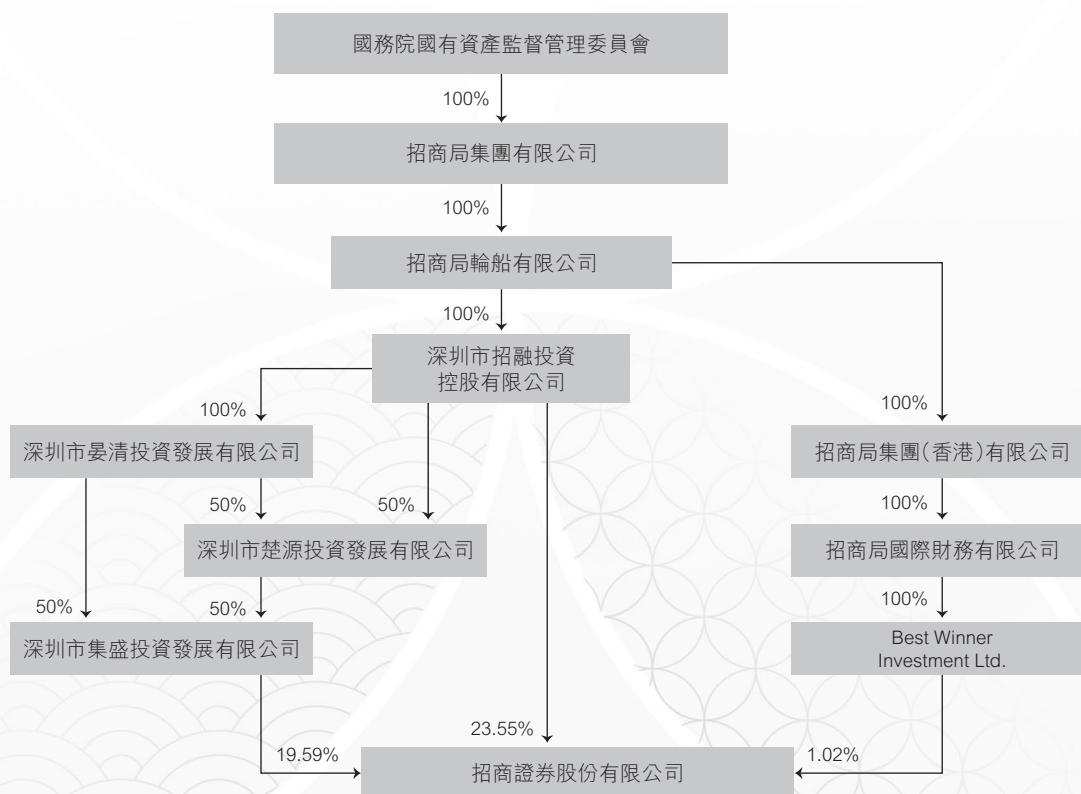 國務院國有資產監督管理委員會
100%
招商局集團有限公司
100%
招商局輪船有限公司
100%
深圳市招融投資
控股有限公司
100%
100%
深圳市晏清投資發展有限公司
招商局集團(香港)有限公司
50%
50%
100%
深圳市楚源投資發展有限公司
招商局國際財務有限公司
50%
50%
100%
深圳市集盛投資發展有限公司
Best Winner
Investment Ltd.
19.59%
23.55%
1.02%
招商證券股份有限公司